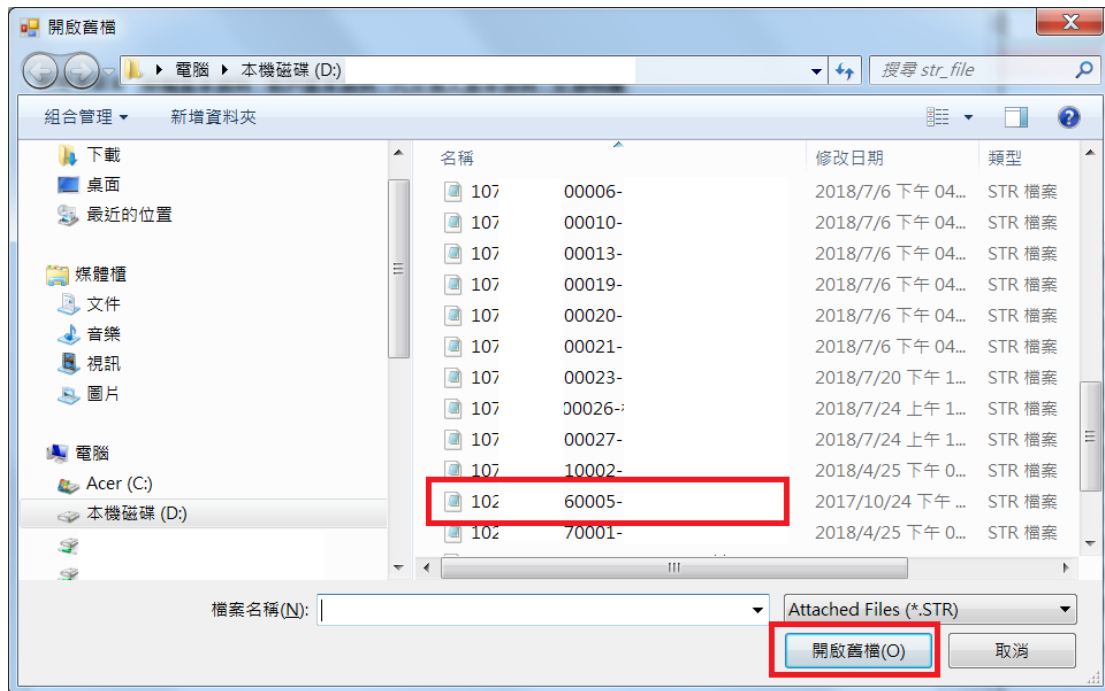 開啟舊檔
電腦 ▸ 本機磁碟 (D:)
搜尋 str_file
組合管理 新增資料夾
下載
桌面
最近的位置
媒體櫃
文件
音樂
視訊
圖片
電腦
Acer (C:)
本機磁碟 (D:)
名稱 修改日期 類型
107 00006- 2018/7/6 下午 04... STR 檔案
107 00010- 2018/7/6 下午 04... STR 檔案
107 00013- 2018/7/6 下午 04... STR 檔案
107 00019- 2018/7/6 下午 04... STR 檔案
107 00020- 2018/7/6 下午 04... STR 檔案
107 00021- 2018/7/6 下午 04... STR 檔案
107 00023- 2018/7/20 下午 1... STR 檔案
107 00026- 2018/7/24 上午 1... STR 檔案
107 00027- 2018/7/24 上午 1... STR 檔案
107 10002- 2018/4/25 下午 0... STR 檔案
102 60005- 2017/10/24 下午 ... STR 檔案
102 70001- 2018/4/25 下午 0... STR 檔案
檔案名稱(N): Attached Files (*.STR)
開啟舊檔(O) 取消